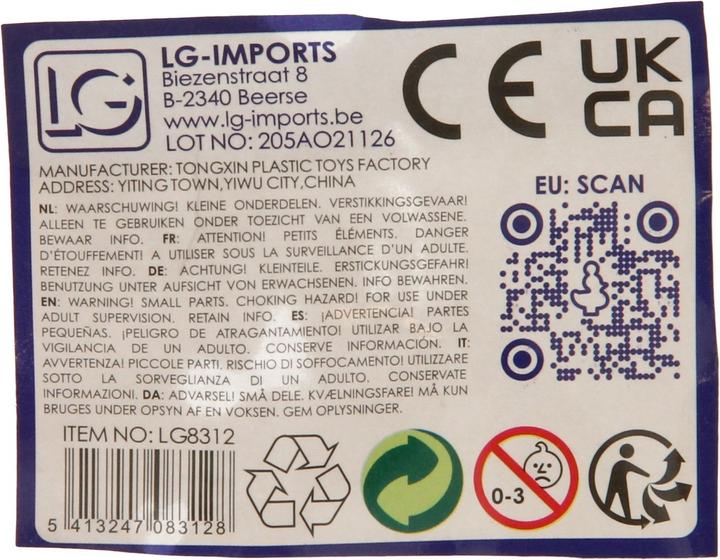 LG
LG-IMPORTS
Biezenstraat 8
B-2340 Beerse
www.lg-imports.be
LOT NO: 205AO21126
CE
UK
CA
MANUFACTURER: TONGXIN PLASTIC TOYS FACTORY
ADDRESS: YITING TOWN,YIWU CITY,CHINA
EU: SCAN
NL: WAARSCHUWING! KLEINE ONDERDELEN. VERSTIKKINGSGEVAAR!
ALLEEN TE GEBRUIKEN ONDER TOEZICHT VAN EEN VOLWASSENE.
BEWAAR INFO. FR: ATTENTION! PETITS ÉLÉMENTS. DANGER
D'ÉTOUFFEMENT! A UTILISER SOUS LA SURVEILLANCE D'UN ADULTE.
RETENEZ INFO. DE: ACHTUNG! KLEINTEILE. ERSTICKUNGSGEFAHR!
BENUTZUNG UNTER AUFSICHT VON ERWACHSENEN. INFO BEWAHREN.
EN: WARNING! SMALL PARTS. CHOKING HAZARD! FOR USE UNDER
ADULT SUPERVISION. RETAIN INFO. ES: ¡ADVERTENCIA! PARTES
PEQUEÑAS. ¡PELIGRO DE ATRAGANTAMIENTO! UTILIZAR BAJO LA
VIGILANCIA DE UN ADULTO. CONSERVE INFORMACIÓN. IT:
AVVERTENZA! PICCOLE PARTI. RISCHIO DI SOFFOCAMENTO! UTILIZZARE
SOTTO LA SORVEGLIANZA DI UN ADULTO. CONSERVATE
INFORMAZIONI. DA: ADVARSEL! SMÅ DELE. KVÆLNINGSFARE! MÅ KUN
BRUGES UNDER OPSYN AF EN VOKSEN. GEM OPLYSNINGER.
ITEM NO: LG8312
5 413247 083128
0-3